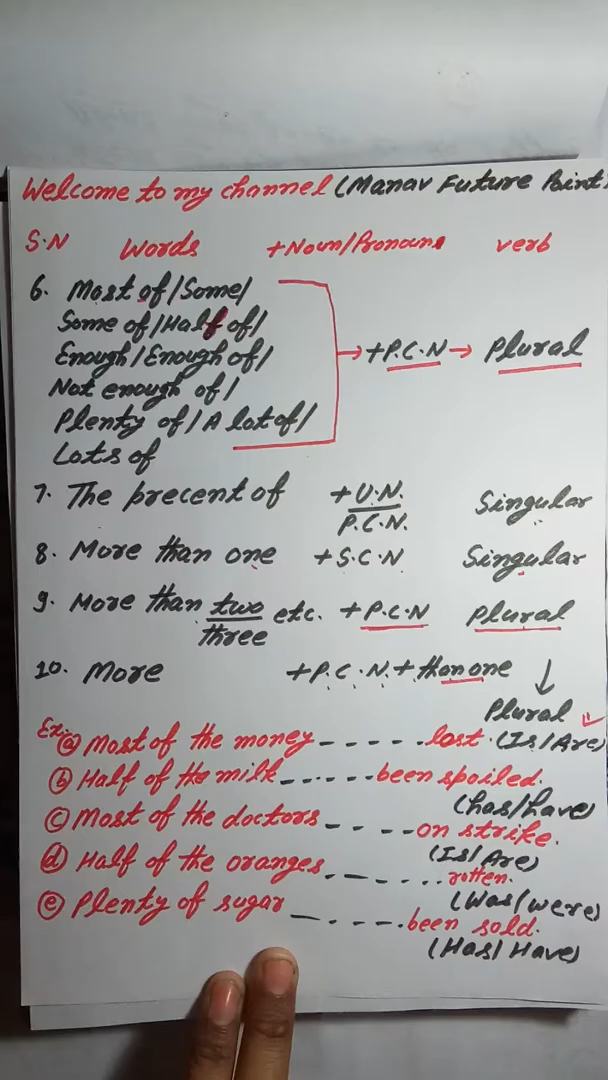 Welcome to my channel (Manav Future Point)
S.N Words +Noun/Pronoun verb
6. Most of /Some/
Some of /Half of/
Enough/Enough of/ →+P.C.N→ Plural
Not enough of/
Plenty of/A lot of/
Lots of
7. The precent of +U.N. Singular
P.C.N.
8. More than one +S.C.N Singular
9. More than two etc. +P.C.N Plural
three
10. More +P.C.N.+than one ↓
Plural
Ex:
(a) Most of the money - - - - - lost. (Is/Are)
(b) Half of the milk - - - - - - been spoiled.
(has/have)
(c) Most of the doctors - - - - - on strike.
(Is/Are)
(d) Half of the oranges - - - - - - rotten.
(Was/were)
(e) Plenty of sugar - - - - - - been sold.
(Has/Have)